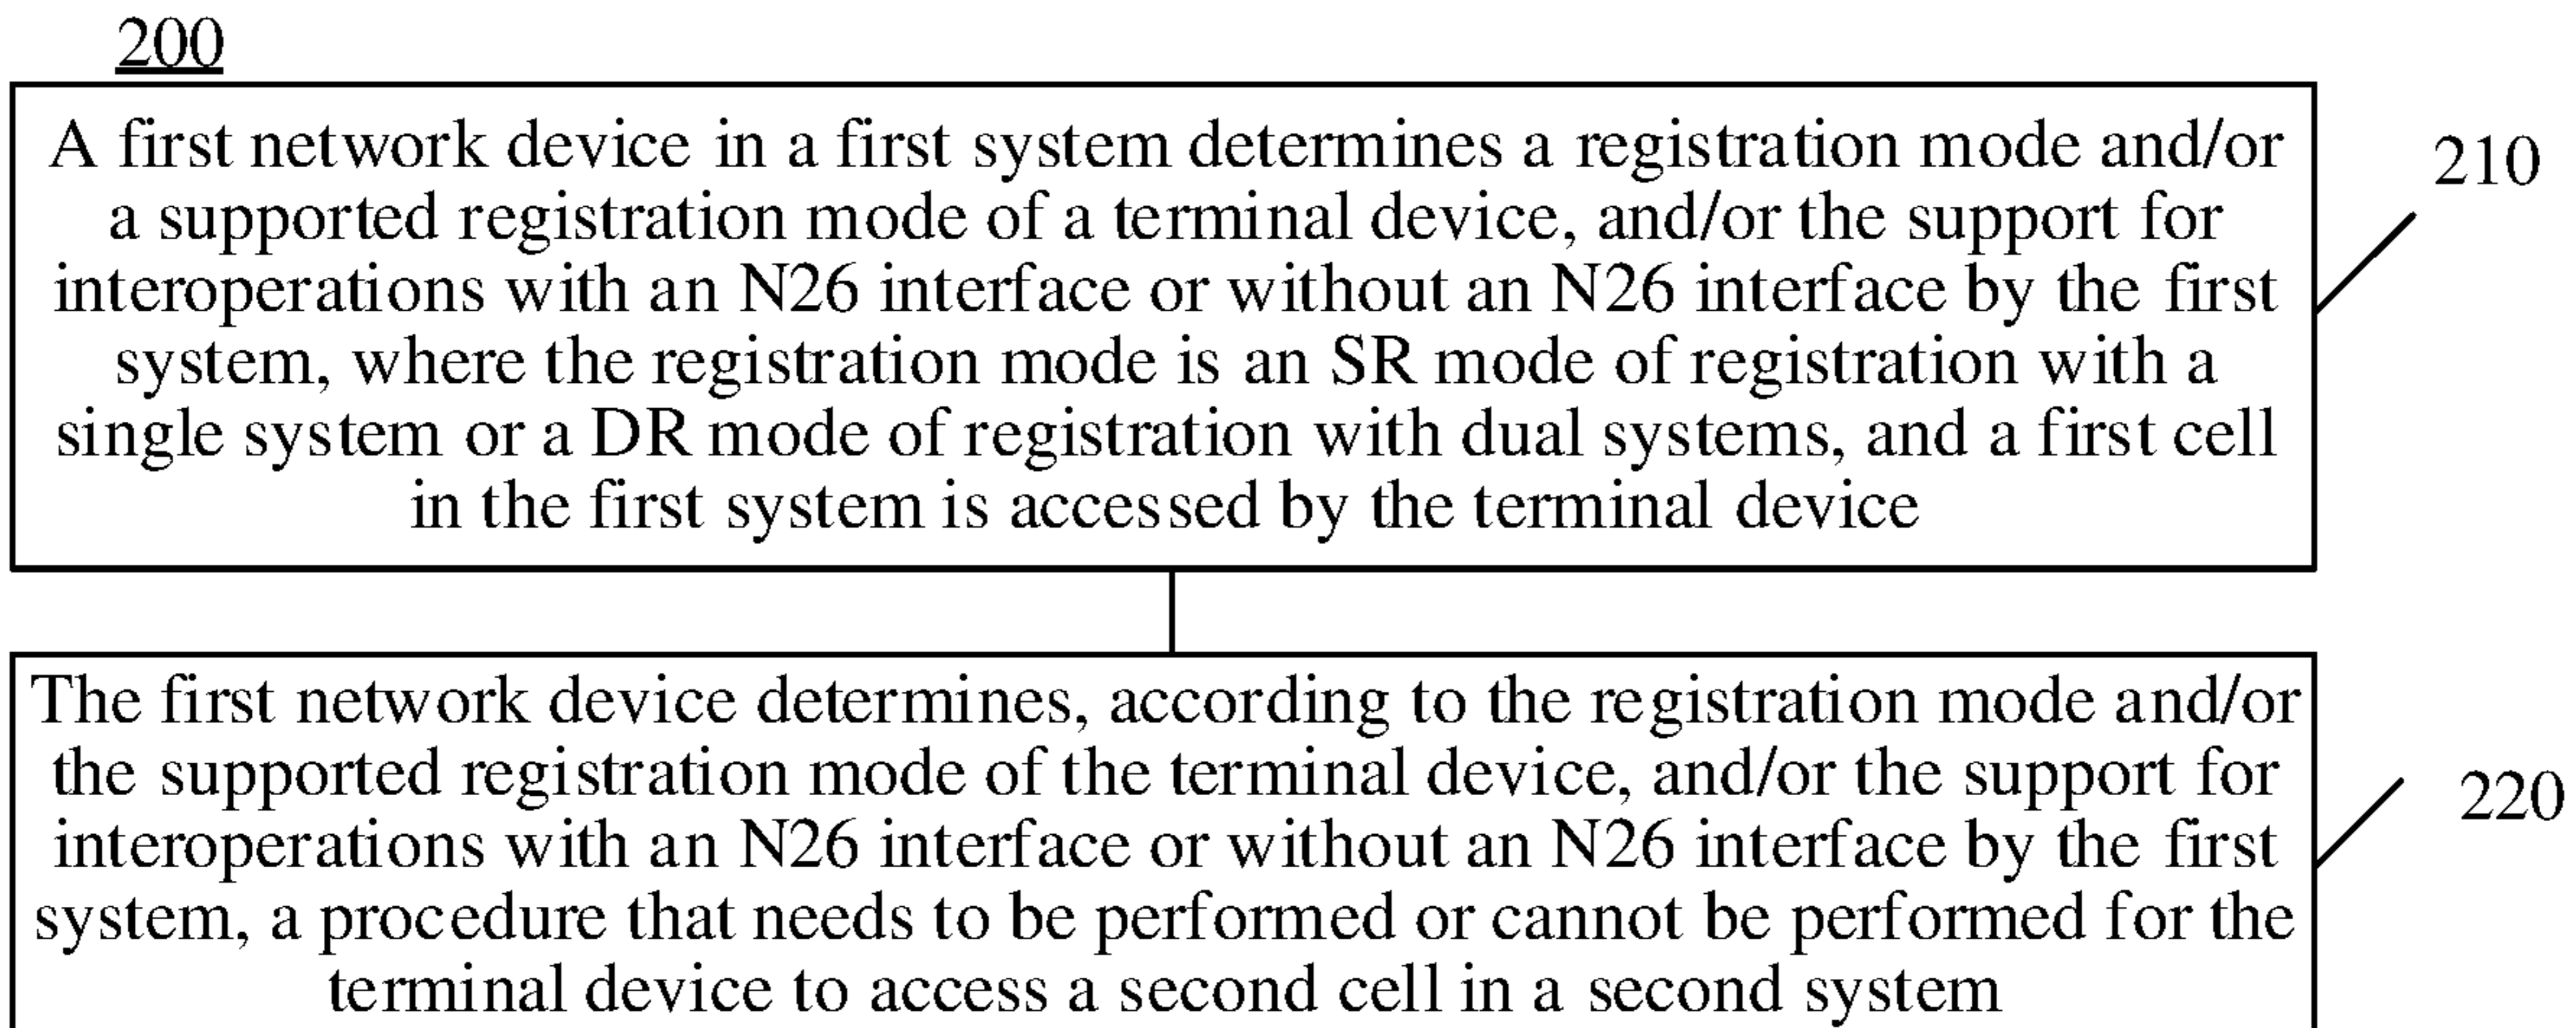 200
A first network device in a first system determines a registration mode and/or
a supported registration mode of a terminal device, and/or the support for
interoperations with an N26 interface or without an N26 interface by the first
system, where the registration mode is an SR mode of registration with a
single system or a DR mode of registration with dual systems, and a first cell
in the first system is accessed by the terminal device
210
The first network device determines, according to the registration mode and/or
the supported registration mode of the terminal device, and/or the support for
interoperations with an N26 interface or without an N26 interface by the first
system, a procedure that needs to be performed or cannot be performed for the
terminal device to access a second cell in a second system
220